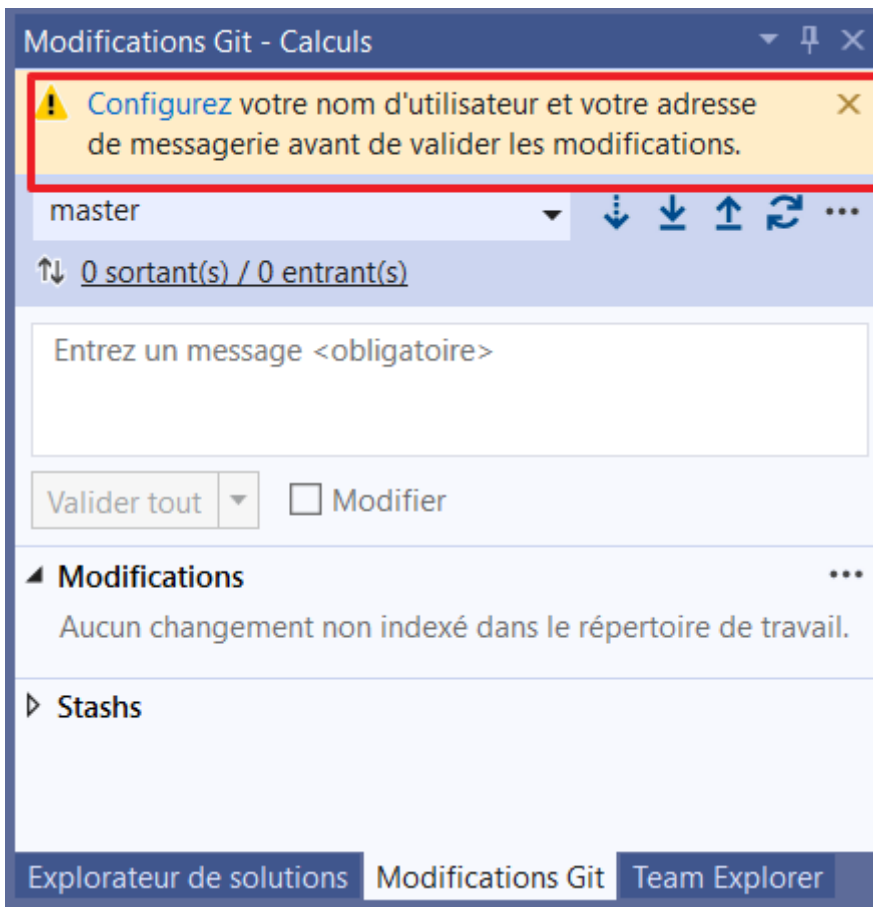 Modifications Git - Calculs
Configurez votre nom d'utilisateur et votre adresse
de messagerie avant de valider les modifications.
master
0 sortant(s) / 0 entrant(s)
Entrez un message <obligatoire>
Valider tout
Modifier
Modifications
Aucun changement non indexé dans le répertoire de travail.
Stashs
Explorateur de solutions Modifications Git Team Explorer